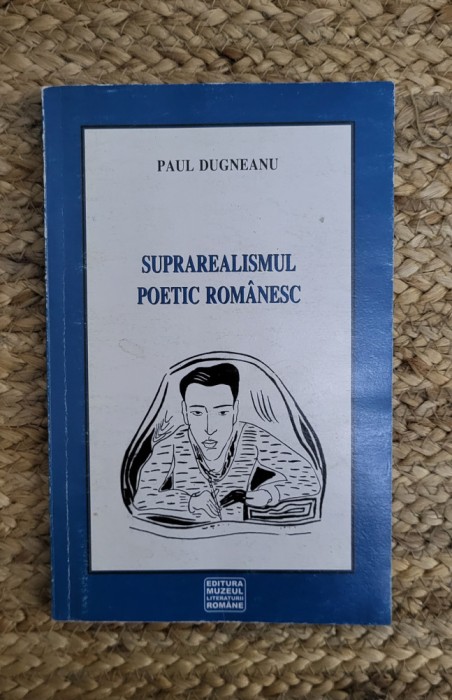 PAUL DUGNEANU
SUPRAREALISMUL
POETIC ROMÂNESC
EDITURA
MUZEUL
LITERATURII
ROMÂNE